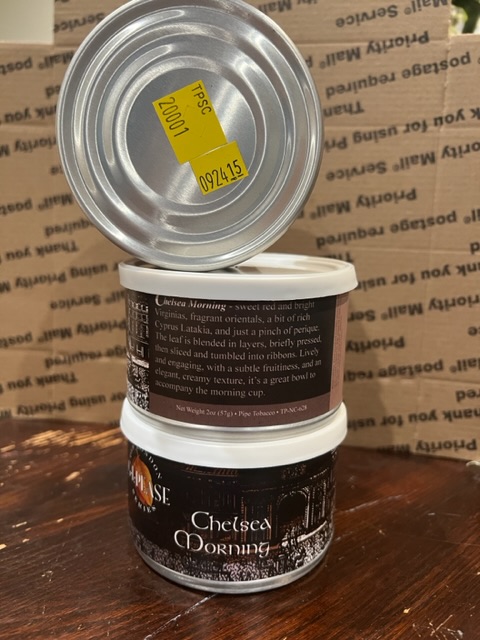 TPSC
20001
092415
Chelsea Morning - sweet red and bright
Virginias, fragrant orientals, a bit of rich
Cyprus Latakia, and just a pinch of perique.
The leaf is blended in layers, briefly pressed,
then sliced and tumbled into ribbons. Lively
and engaging, with a subtle fruitiness, and an
elegant, creamy texture, it's a great bowl to
accompany the morning cup.
Net Weight 2oz (57g) • Pipe Tobacco • TP-NC-628
Chelsea
Morning
Priority Mail® Service
postage required
Thank you for using Priority Mail® Service